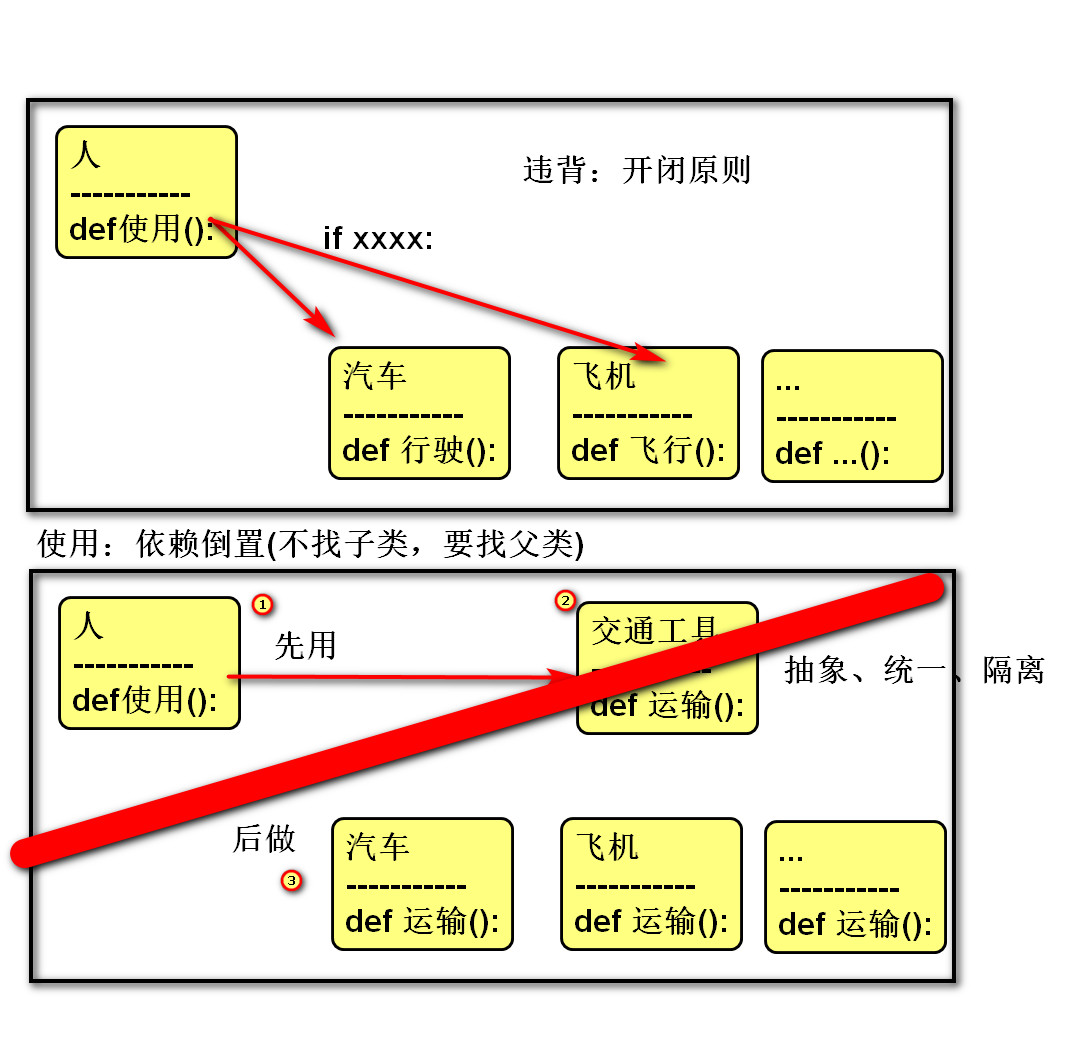 人
-----------
def使用():
违背：开闭原则
if xxxx:
汽车
-----------
def 行驶():
飞机
-----------
def 飞行():
...
-----------
def ...():
使用：依赖倒置(不找子类，要找父类)
人
-----------
def使用():
1
先用
2
交通工具
-----------
def 运输():
抽象、统一、隔离
后做
3
汽车
-----------
def 运输():
飞机
-----------
def 运输():
...
-----------
def 运输():